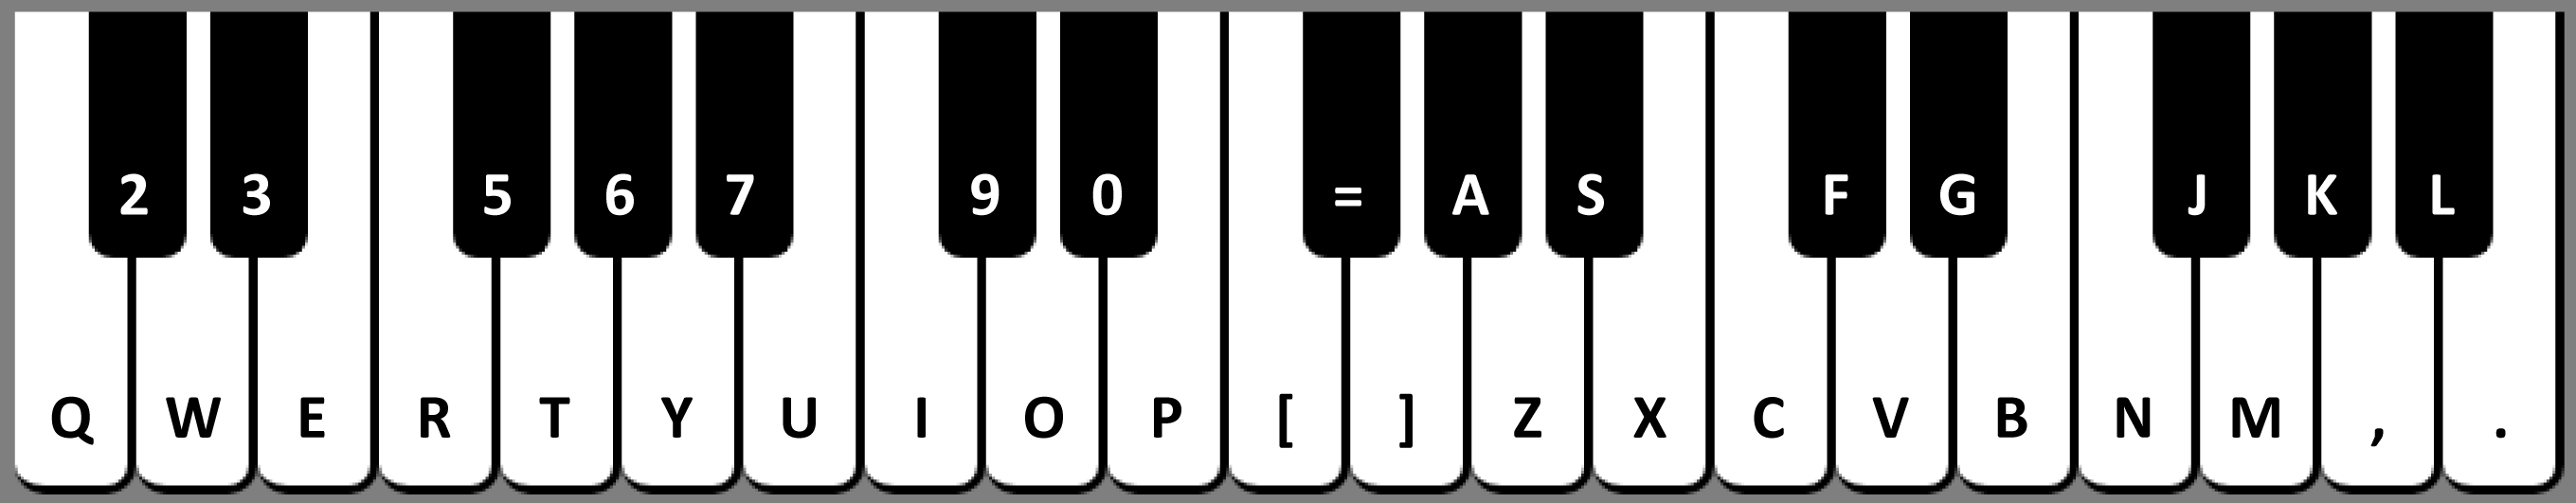 2 3 5 6 7 9 0 = A S F G J K L
Q W E R T Y U I O P [ ] Z X C V B N M , .